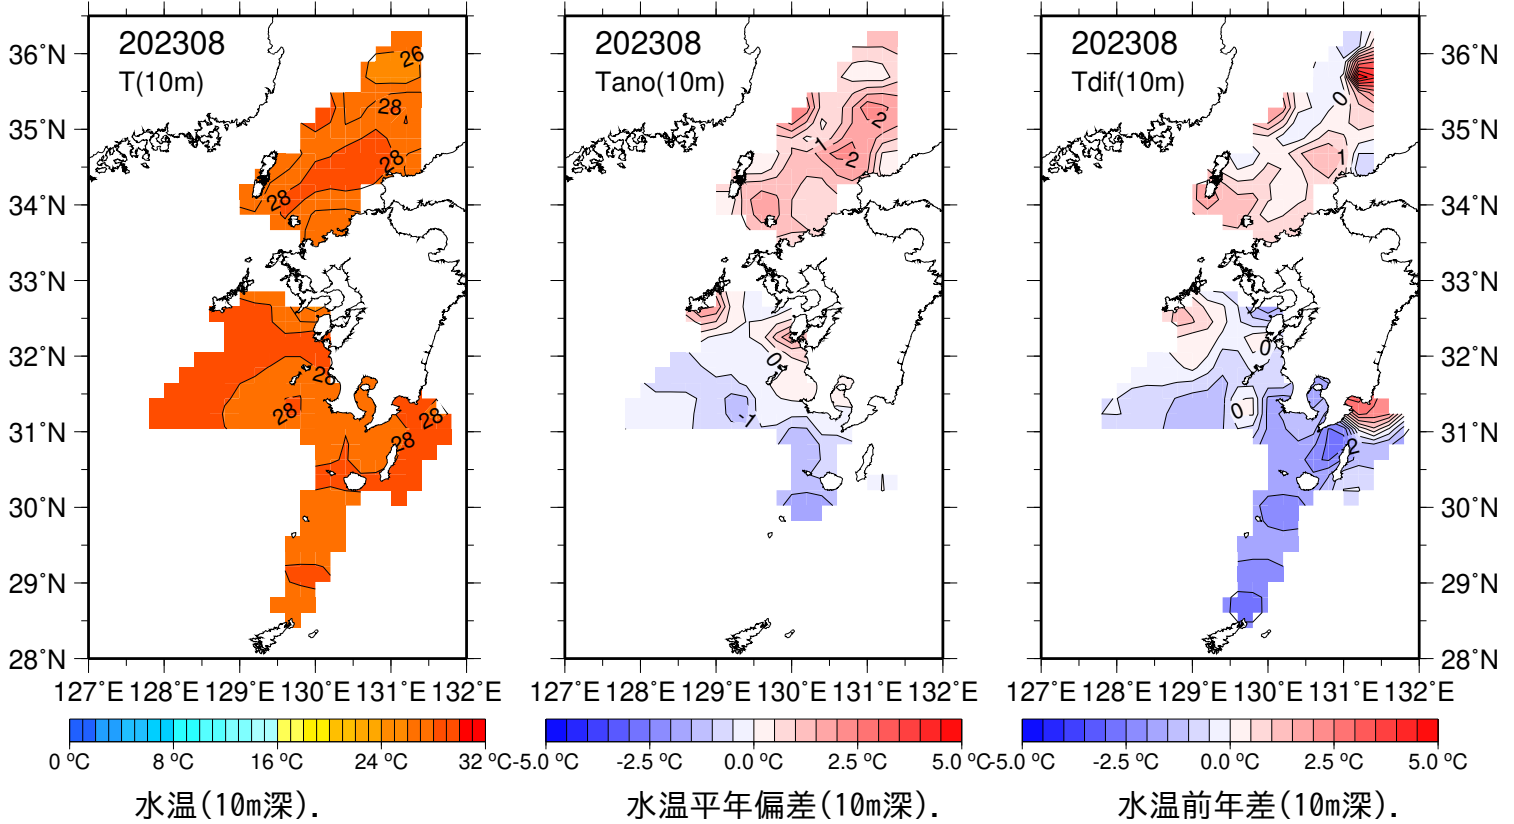 202308
T(10m)
36°N
35°N
34°N
33°N
32°N
31°N
30°N
29°N
28°N
26
28
28
28
28
28
28
28
127°E 128°E 129°E 130°E 131°E 132°E
0 °C 8 °C 16 °C 24 °C 32 °C
水温(10m深).
202308
Tano(10m)
2
1
2
0
-1
127°E 128°E 129°E 130°E 131°E 132°E
-5.0 °C -2.5 °C 0.0 °C 2.5 °C 5.0 °C
水温平年偏差(10m深).
202308
Tdif(10m)
0
1
0
0
-2
36°N
35°N
34°N
33°N
32°N
31°N
30°N
29°N
28°N
127°E 128°E 129°E 130°E 131°E 132°E
-5.0 °C -2.5 °C 0.0 °C 2.5 °C 5.0 °C
水温前年差(10m深).